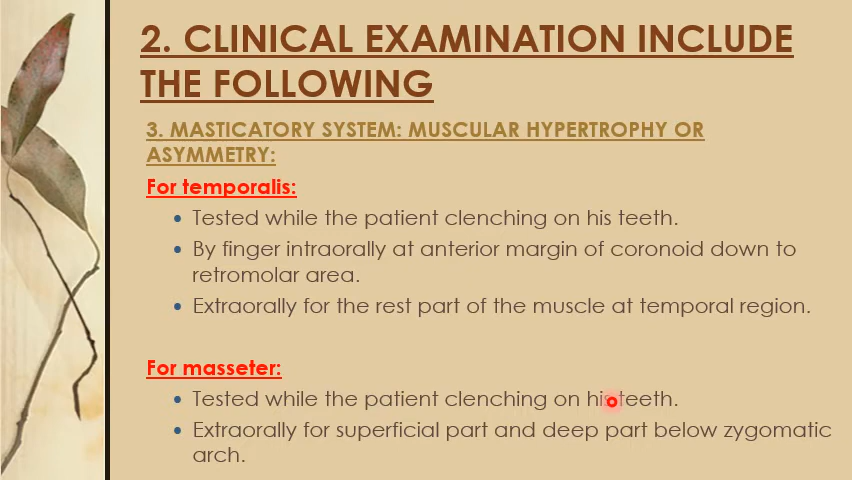 2. CLINICAL EXAMINATION INCLUDE
THE FOLLOWING
3. MASTICATORY SYSTEM: MUSCULAR HYPERTROPHY OR
ASYMMETRY:
For temporalis:
• Tested while the patient clenching on his teeth.
• By finger intraorally at anterior margin of coronoid down to
retromolar area.
• Extraorally for the rest part of the muscle at temporal region.
For masseter:
• Tested while the patient clenching on his teeth.
• Extraorally for superficial part and deep part below zygomatic
arch.